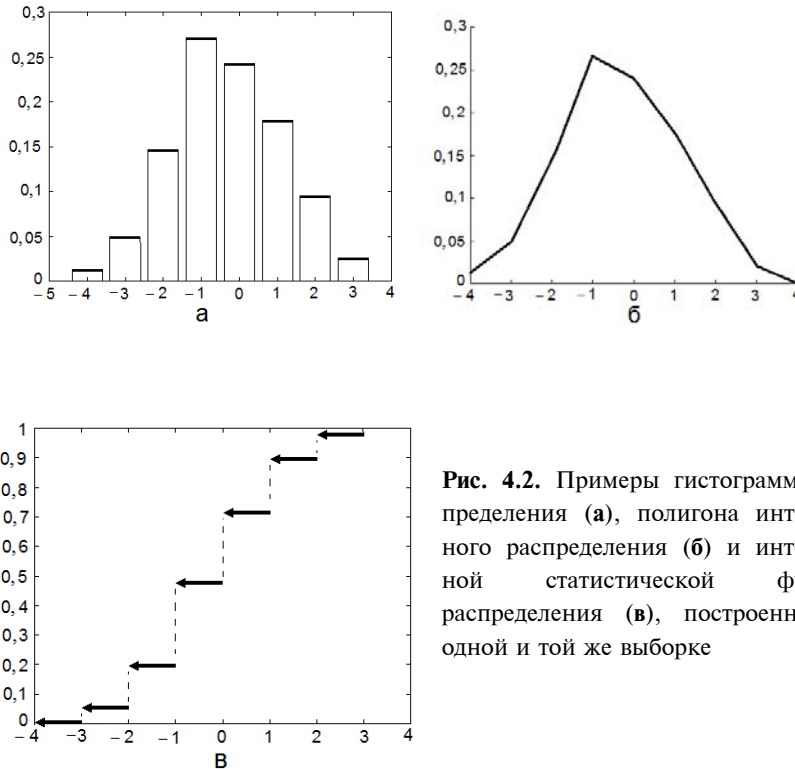 0,3
0,25
0,2
0,15
0,1
0,05
0
– 5 – 4 –3 – 2 –1 0 1 2 3 4
а
0,3
0,25
0,2
0,15
0,1
0,05
0
– 4 –3 –2 –1 0 1 2 3 4
б
1
0,9
0,8
0,7
0,6
0,5
0,4
0,3
0,2
0,1
0
– 4 –3 – 2 –1 0 1 2 3 4
в
Рис. 4.2. Примеры гистограмм
пределения (а), полигона инт
ного распределения (б) и инт
ной статистической ф
распределения (в), построенн
одной и той же выборке